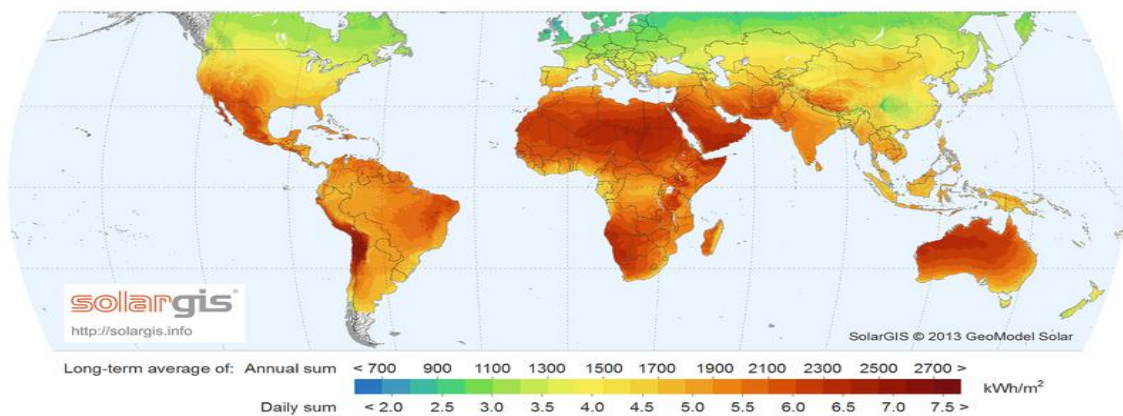 solargis
http://solargis.info
SolarGIS © 2013 GeoModel Solar
Long-term average of: Annual sum < 700 900 1100 1300 1500 1700 1900 2100 2300 2500 2700 > kWh/m²
Daily sum < 2.0 2.5 3.0 3.5 4.0 4.5 5.0 5.5 6.0 6.5 7.0 7.5 >